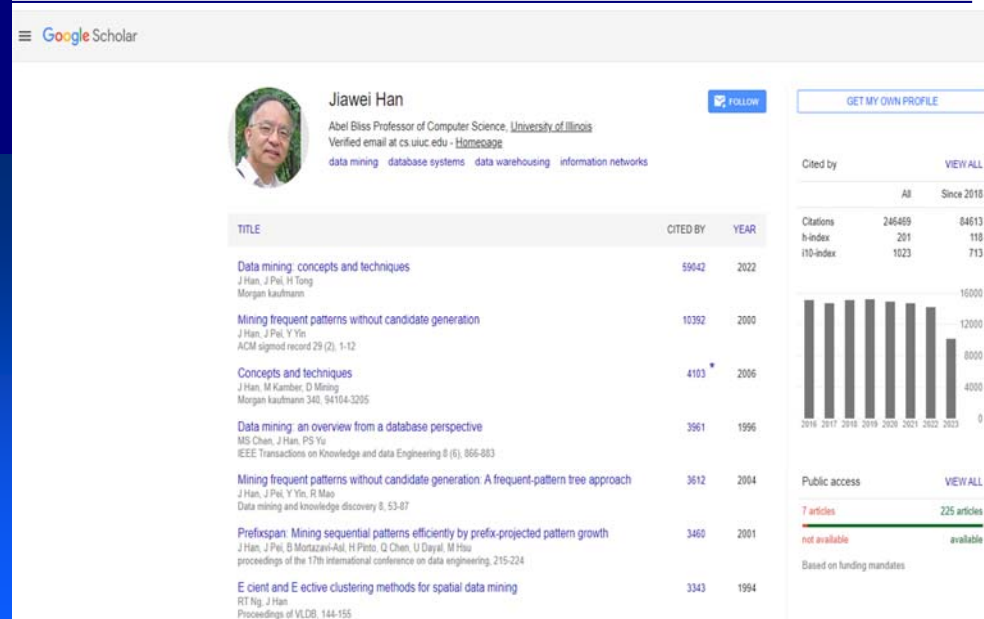 Google Scholar
Jiawei Han
FOLLOW
Abel Bliss Professor of Computer Science, University of Illinois
Verified email at cs.uiuc.edu - Homepage
data mining database systems data warehousing information networks
TITLE CITED BY YEAR
Data mining: concepts and techniques 59042 2022
J Han, J Pei, H Tong
Morgan kaufmann
Mining frequent patterns without candidate generation 10392 2000
J Han, J Pei, Y Yin
ACM sigmod record 29 (2), 1-12
Concepts and techniques 4103 * 2006
J Han, M Kamber, D Mining
Morgan kaufmann 340, 94104-3205
Data mining: an overview from a database perspective 3961 1996
MS Chen, J Han, PS Yu
IEEE Transactions on Knowledge and data Engineering 8 (6), 866-883
Mining frequent patterns without candidate generation: A frequent-pattern tree approach 3612 2004
J Han, J Pei, Y Yin, R Mao
Data mining and knowledge discovery 8, 53-87
Prefixspan: Mining sequential patterns efficiently by prefix-projected pattern growth 3460 2001
J Han, J Pei, B Mortazavi-Asl, H Pinto, Q Chen, U Dayal, M Hsu
proceedings of the 17th international conference on data engineering, 215-224
E cient and E ective clustering methods for spatial data mining 3343 1994
RT Ng, J Han
Proceedings of VLDB, 144-155
GET MY OWN PROFILE
Cited by VIEW ALL
All Since 2018
Citations 246469 84613
h-index 201 118
i10-index 1023 713
16000
12000
8000
4000
0
2016 2017 2018 2019 2020 2021 2022 2023
Public access VIEW ALL
7 articles 225 articles
not available available
Based on funding mandates